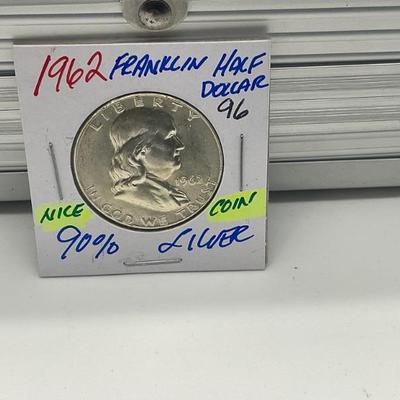 1962 FRANKLIN HALF
DOLLAR
96
LIBERTY
1962
IN GOD WE TRUST
NICE COIN
90% SILVER